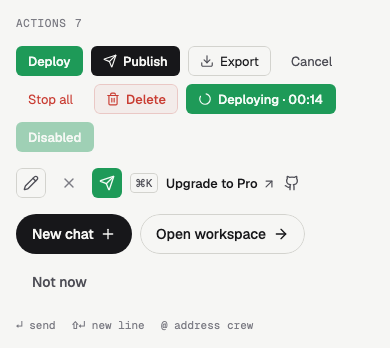 ACTIONS 7
Deploy Publish Export Cancel
Stop all Delete Deploying · 00:14
Disabled
⌘K Upgrade to Pro ↗
New chat + Open workspace →
Not now
↵ send ⇧↵ new line @ address crew